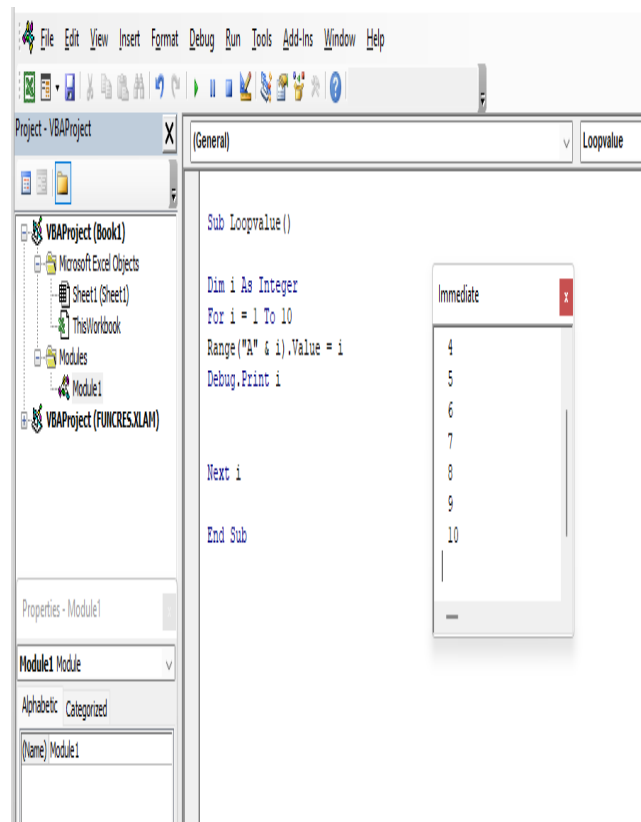 File Edit View Insert Format Debug Run Tools Add-Ins Window Help
Project - VBAProject X
(General) Loopvalue
VBAProject (Book1)
Microsoft Excel Objects
Sheet1 (Sheet1)
ThisWorkbook
Modules
Module1
VBAProject (FUNCRES.XLAM)
Sub Loopvalue()
Dim i As Integer
For i = 1 To 10
Range("A" & i).Value = i
Debug.Print i
Next i
End Sub
Immediate x
4
5
6
7
8
9
10
Properties - Module1
Module1 Module
Alphabetic Categorized
(Name) Module1